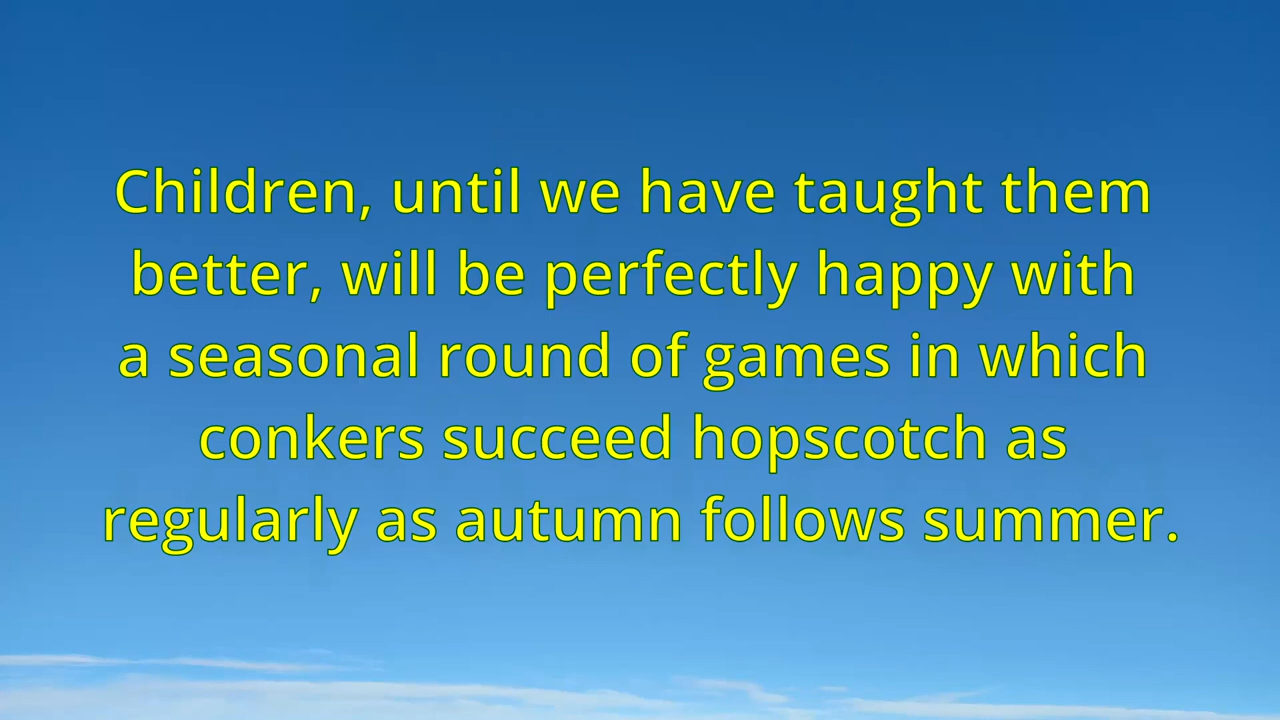 Children, until we have taught them
better, will be perfectly happy with
a seasonal round of games in which
conkers succeed hopscotch as
regularly as autumn follows summer.